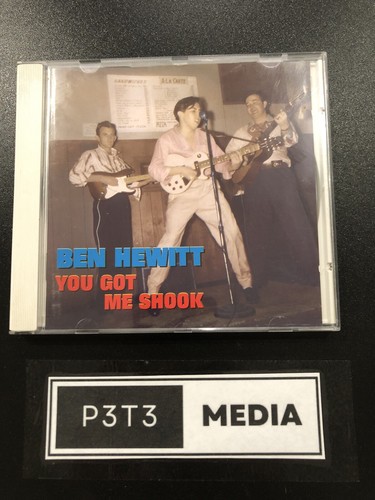 BEN HEWITT
YOU GOT
ME SHOOK
P3T3 MEDIA